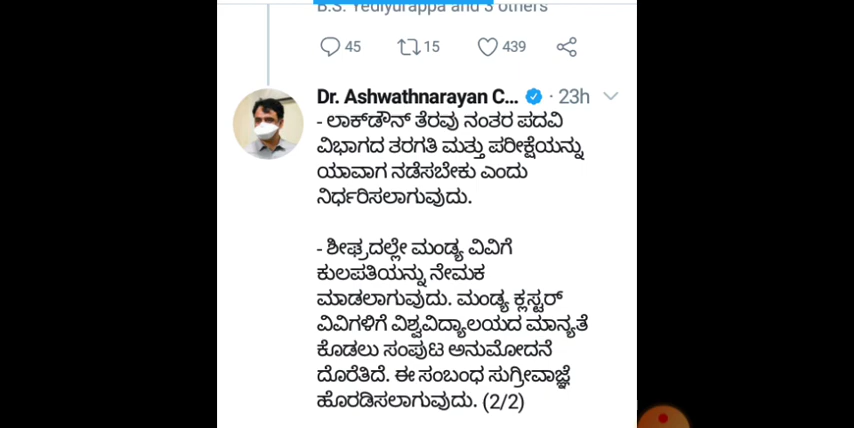 B.S. Yediyurappa and 3 others
45 15 439
Dr. Ashwathnarayan C... · 23h
- ಲಾಕ್‌ಡೌನ್ ತೆರವು ನಂತರ ಪದವಿ
ವಿಭಾಗದ ತರಗತಿ ಮತ್ತು ಪರೀಕ್ಷೆಯನ್ನು
ಯಾವಾಗ ನಡೆಸಬೇಕು ಎಂದು
ನಿರ್ಧರಿಸಲಾಗುವುದು.
- ಶೀಘ್ರದಲ್ಲೇ ಮಂಡ್ಯ ವಿವಿಗೆ
ಕುಲಪತಿಯನ್ನು ನೇಮಕ
ಮಾಡಲಾಗುವುದು. ಮಂಡ್ಯ ಕ್ಲಸ್ಟರ್
ವಿವಿಗಳಿಗೆ ವಿಶ್ವವಿದ್ಯಾಲಯದ ಮಾನ್ಯತೆ
ಕೊಡಲು ಸಂಪುಟ ಅನುಮೋದನೆ
ದೊರೆತಿದೆ. ಈ ಸಂಬಂಧ ಸುಗ್ರೀವಾಜ್ಞೆ
ಹೊರಡಿಸಲಾಗುವುದು. (2/2)